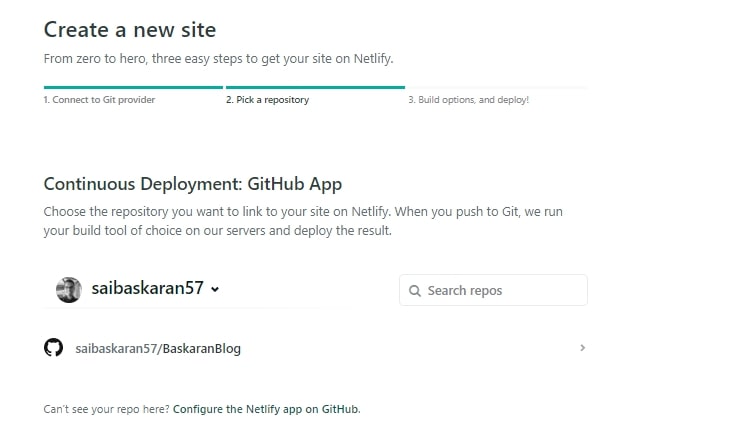 Create a new site
From zero to hero, three easy steps to get your site on Netlify.
1. Connect to Git provider
2. Pick a repository
3. Build options, and deploy!
Continuous Deployment: GitHub App
Choose the repository you want to link to your site on Netlify. When you push to Git, we run
your build tool of choice on our servers and deploy the result.
saibaskaran57
Search repos
saibaskaran57/BaskaranBlog
Can't see your repo here? Configure the Netlify app on GitHub.